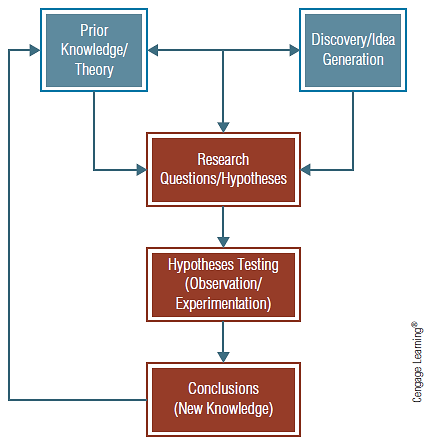 Prior
Knowledge/
Theory
Discovery/Idea
Generation
Research
Questions/Hypotheses
Hypotheses Testing
(Observation/
Experimentation)
Conclusions
(New Knowledge)
Cengage Learning®